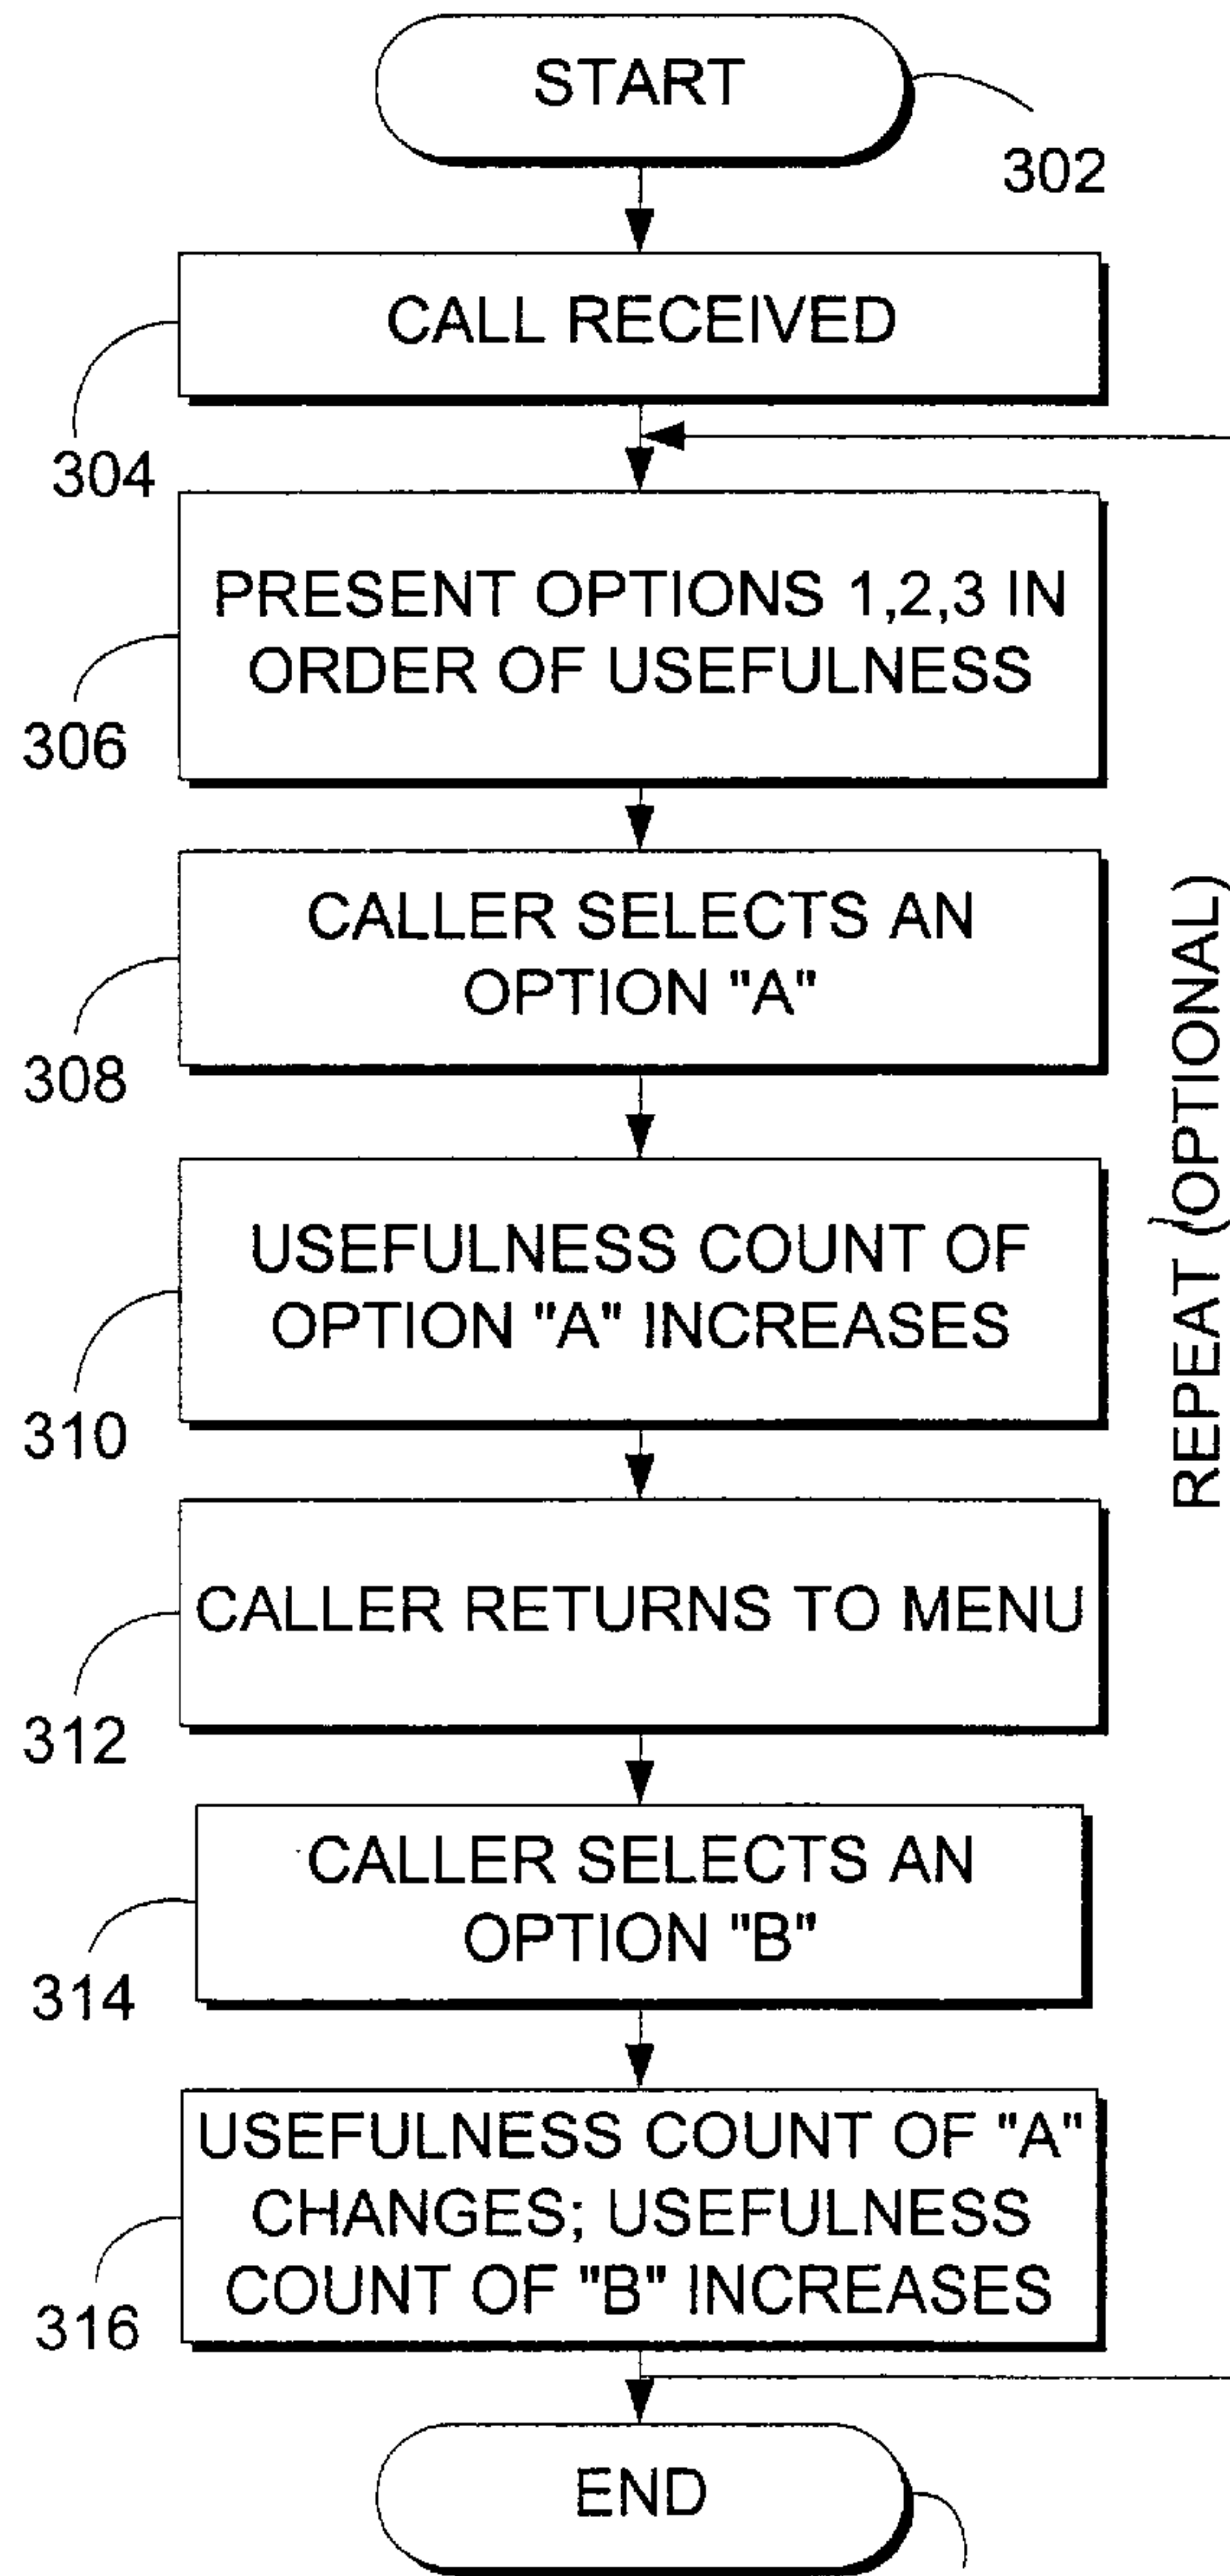 START
302
CALL RECEIVED
304
PRESENT OPTIONS 1,2,3 IN
ORDER OF USEFULNESS
306
CALLER SELECTS AN
OPTION "A"
308
USEFULNESS COUNT OF
OPTION "A" INCREASES
310
REPEAT (OPTIONAL)
CALLER RETURNS TO MENU
312
CALLER SELECTS AN
OPTION "B"
314
USEFULNESS COUNT OF "A"
CHANGES; USEFULNESS
COUNT OF "B" INCREASES
316
END